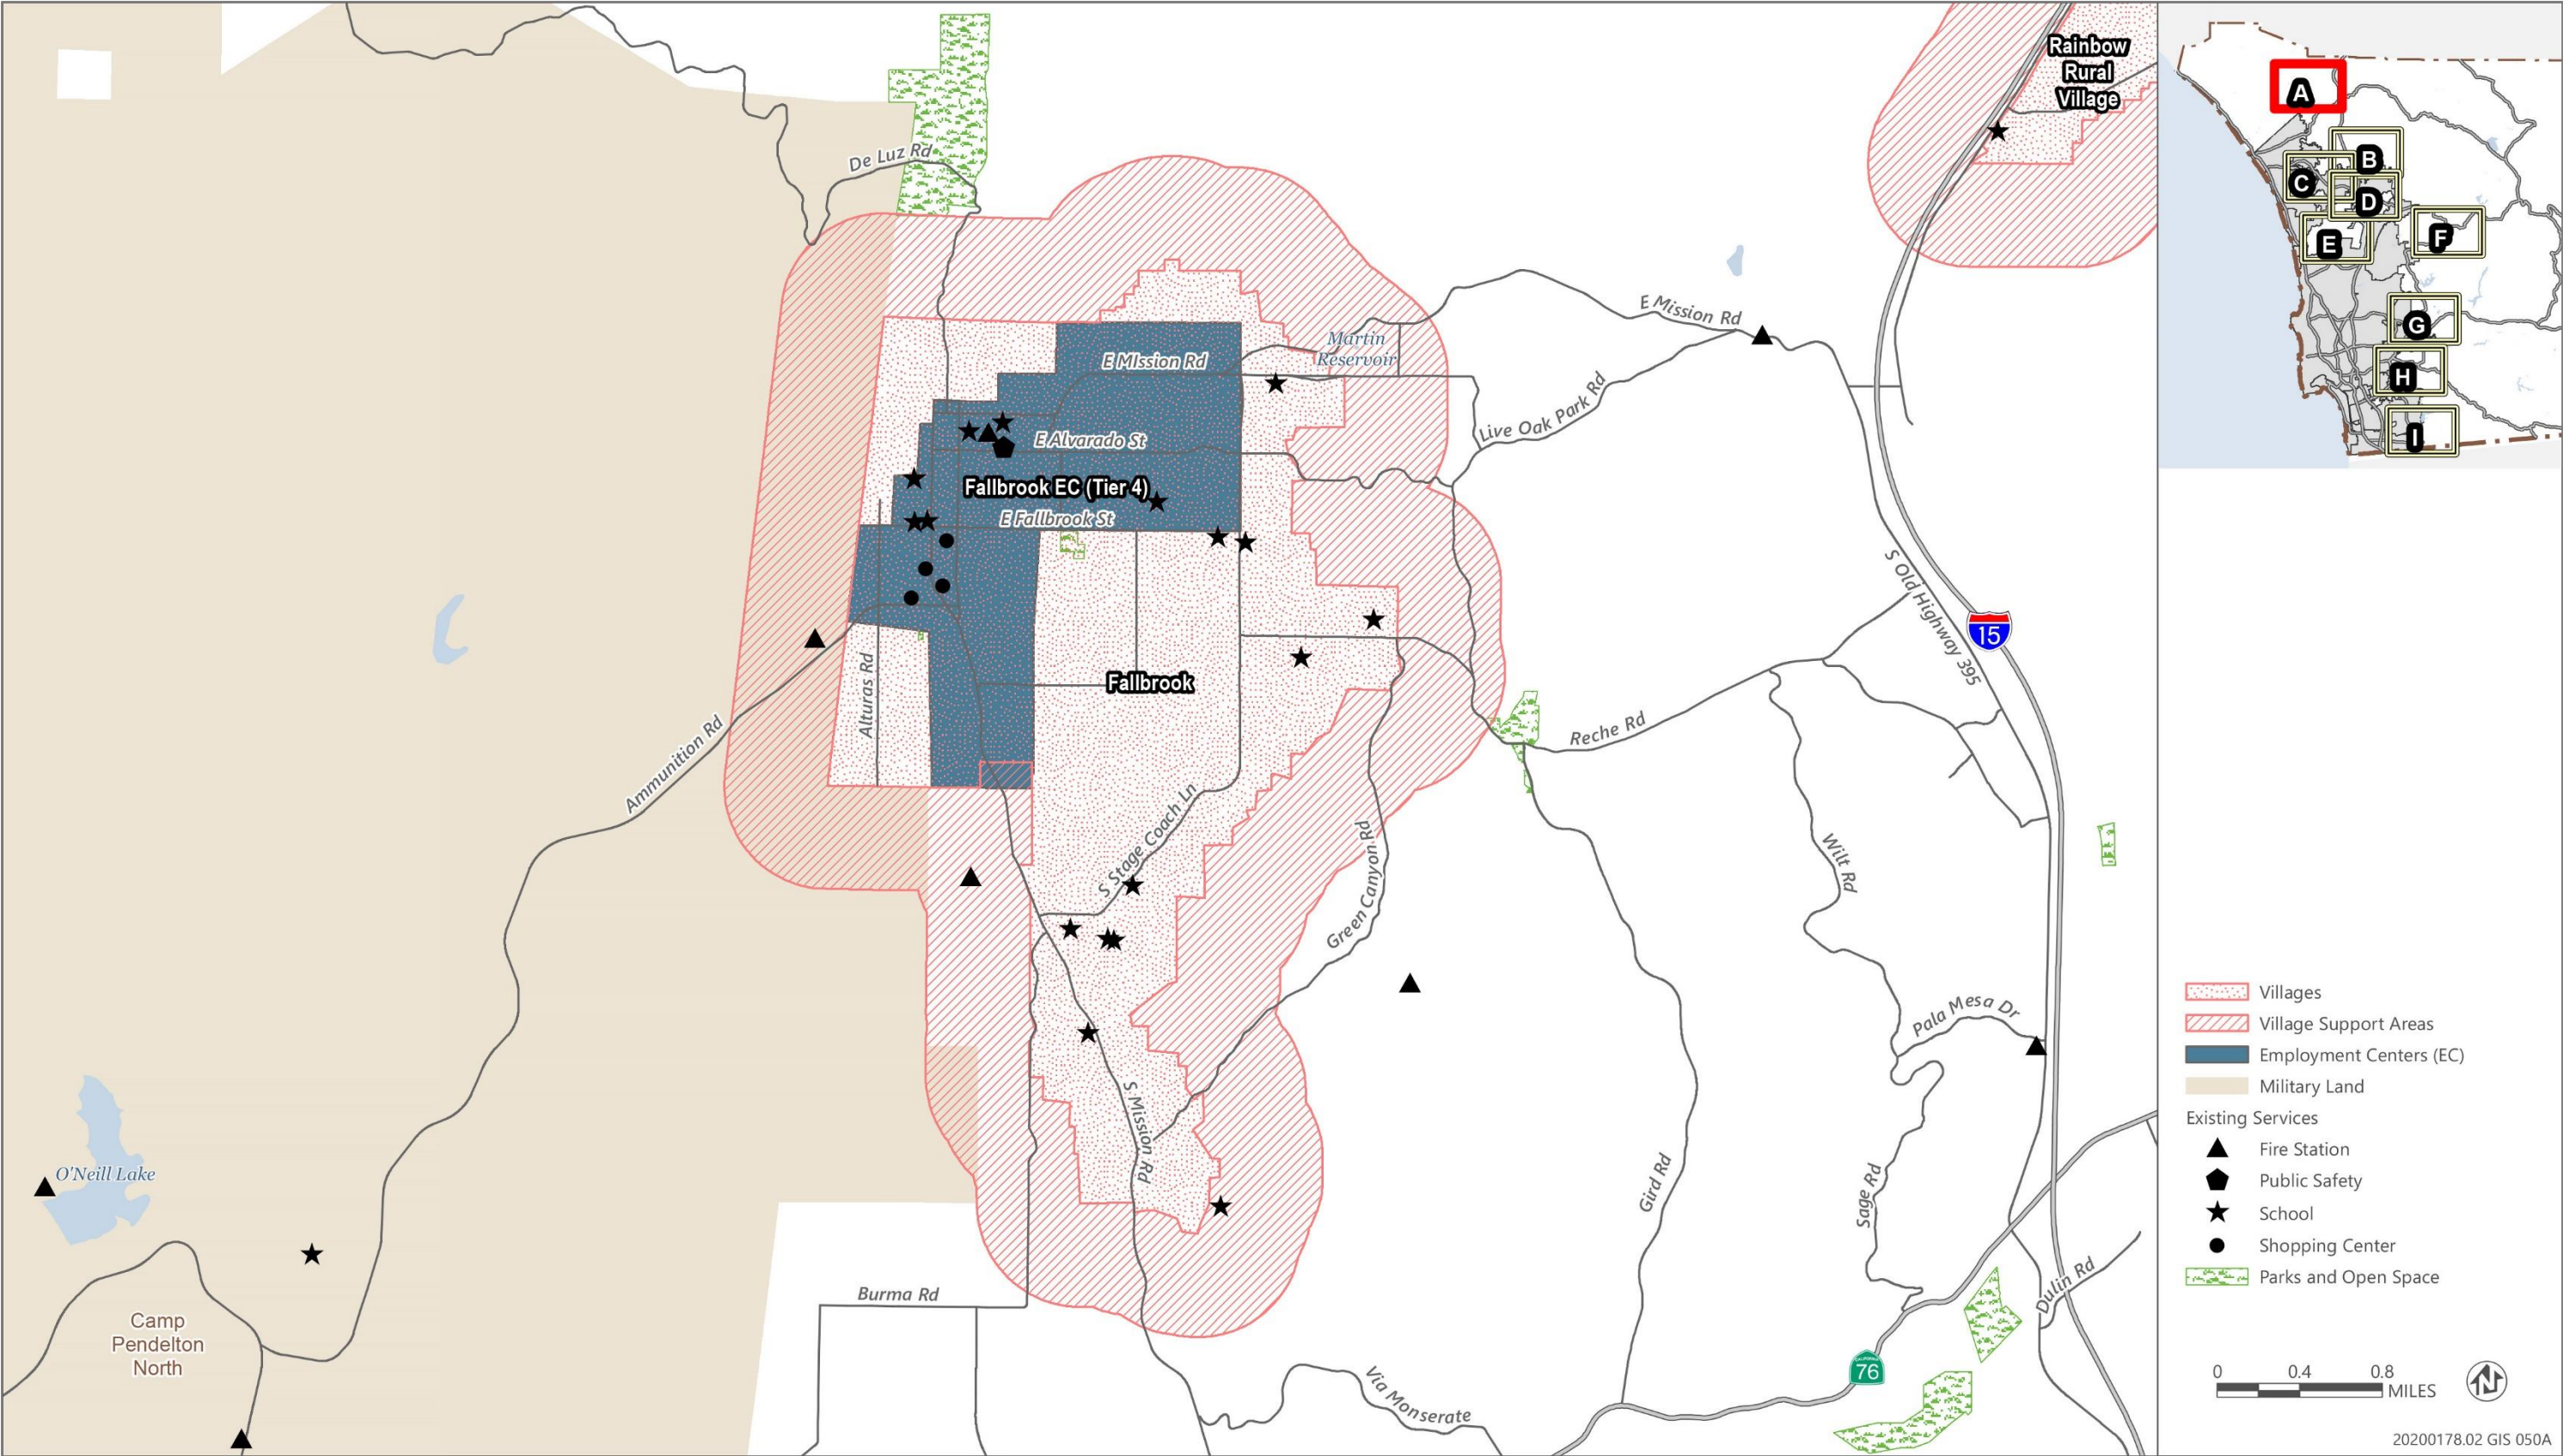 Rainbow
Rural
Village
De Luz Rd
E Mission Rd
Martin
Reservoir
E MIssion Rd
Live Oak Park Rd
E Alvarado St
Fallbrook EC (Tier 4)
E Fallbrook St
S Old Highway 395
15
Alturas Rd
Fallbrook
Reche Rd
Ammunition Rd
S Stage Coach Ln
Green Canyon Rd
Wilt Rd
Pala Mesa Dr
S Mission Rd
O'Neill Lake
Gird Rd
Sage Rd
Dulin Rd
Burma Rd
Camp
Pendelton
North
CALIFORNIA
76
Via Monserate
A
B
C
D
E
F
G
H
I
Villages
Village Support Areas
Employment Centers (EC)
Military Land
Existing Services
Fire Station
Public Safety
School
Shopping Center
Parks and Open Space
0 0.4 0.8
MILES
N
20200178.02 GIS 050A